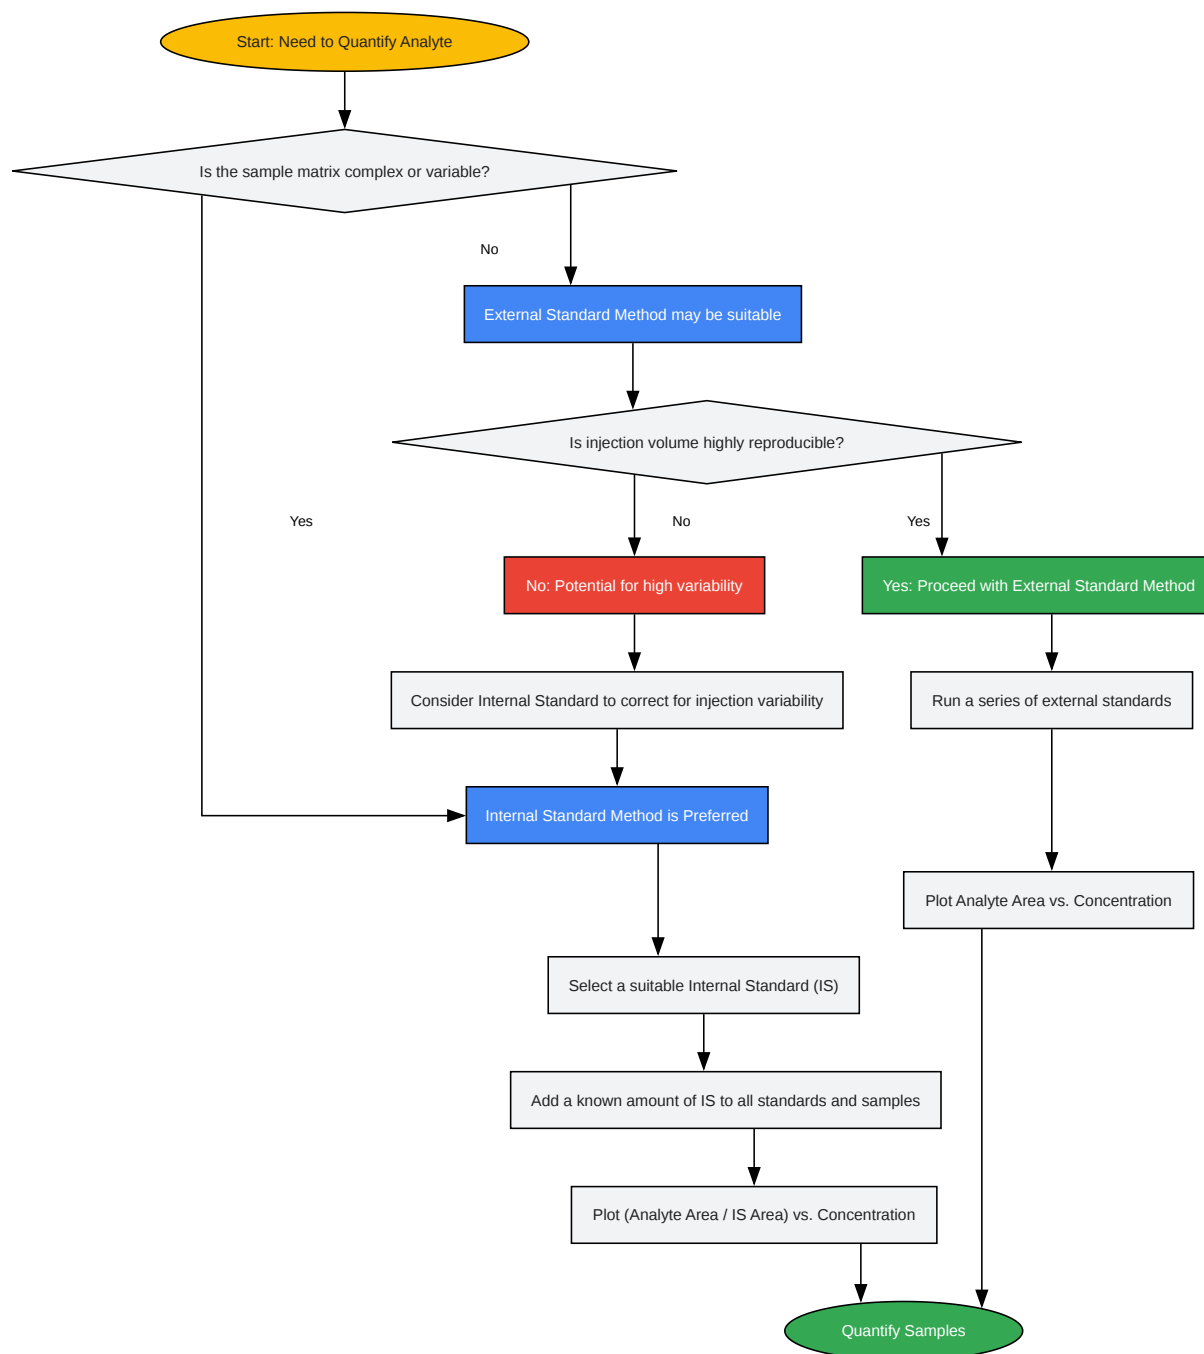 Start: Need to Quantify Analyte
Is the sample matrix complex or variable?
No
External Standard Method may be suitable
Is injection volume highly reproducible?
Yes
No
Yes
No: Potential for high variability
Yes: Proceed with External Standard Method
Consider Internal Standard to correct for injection variability
Run a series of external standards
Internal Standard Method is Preferred
Plot Analyte Area vs. Concentration
Select a suitable Internal Standard (IS)
Add a known amount of IS to all standards and samples
Plot (Analyte Area / IS Area) vs. Concentration
Quantify Samples